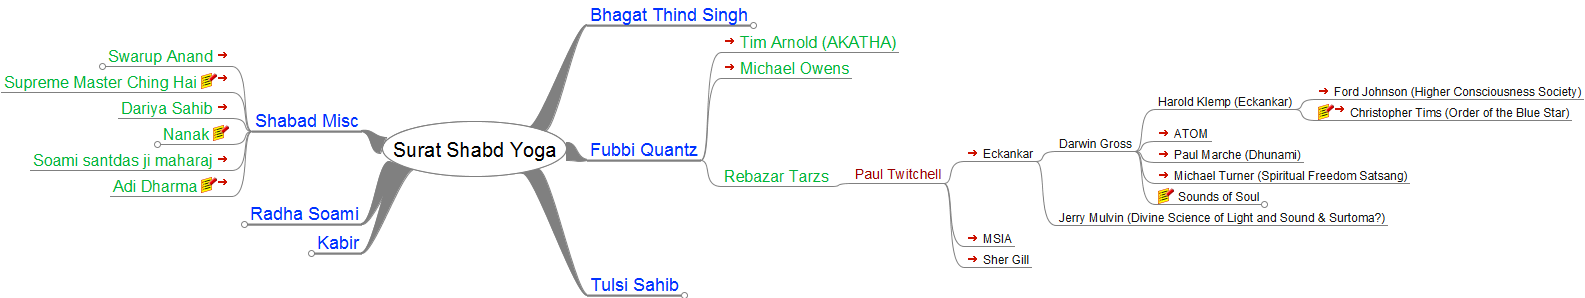 Surat Shabd Yoga
Bhagat Thind Singh
Fubbi Quantz
Tim Arnold (AKATHA)
Michael Owens
Rebazar Tarzs
Paul Twitchell
Eckankar
Darwin Gross
Harold Klemp (Eckankar)
Ford Johnson (Higher Consciousness Society)
Christopher Tims (Order of the Blue Star)
ATOM
Paul Marche (Dhunami)
Michael Turner (Spiritual Freedom Satsang)
Sounds of Soul
Jerry Mulvin (Divine Science of Light and Sound & Surtoma?)
MSIA
Sher Gill
Tulsi Sahib
Shabad Misc
Swarup Anand
Supreme Master Ching Hai
Dariya Sahib
Nanak
Soami santdas ji maharaj
Adi Dharma
Radha Soami
Kabir